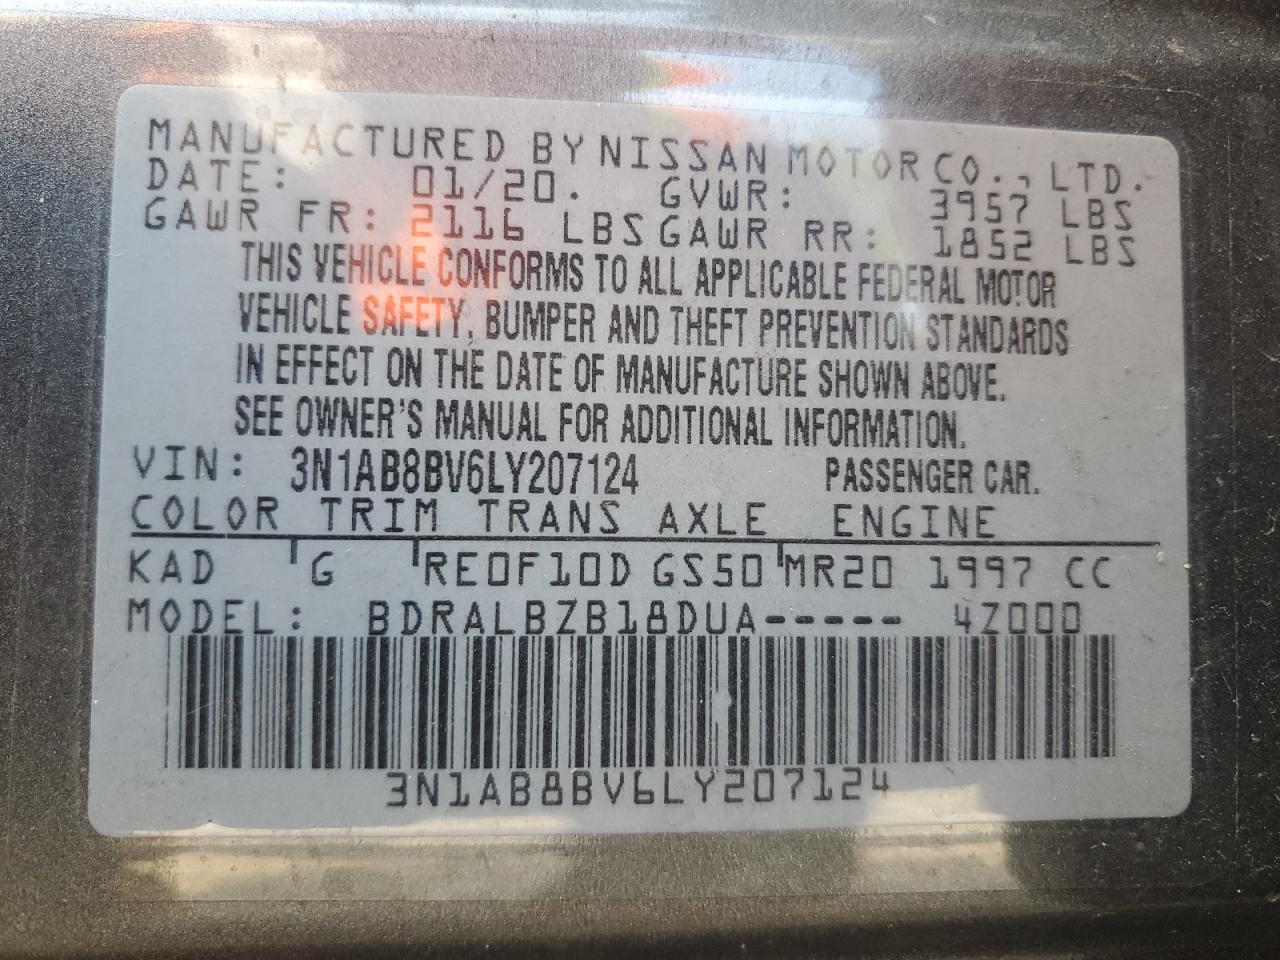 MANUFACTURED BY NISSAN MOTOR CO., LTD.
DATE: 01/20. GVWR: 3957 LBS
GAWR FR: 2116 LBS GAWR RR: 1852 LBS
THIS VEHICLE CONFORMS TO ALL APPLICABLE FEDERAL MOTOR
VEHICLE SAFETY, BUMPER AND THEFT PREVENTION STANDARDS
IN EFFECT ON THE DATE OF MANUFACTURE SHOWN ABOVE.
SEE OWNER'S MANUAL FOR ADDITIONAL INFORMATION.
VIN: 3N1AB8BV6LY207124 PASSENGER CAR.
COLOR TRIM TRANS AXLE ENGINE
KAD G RE0F10D GS50 MR20 1997 CC
MODEL: BDRALBZB18DUA----- 4Z000
3N1AB8BV6LY207124